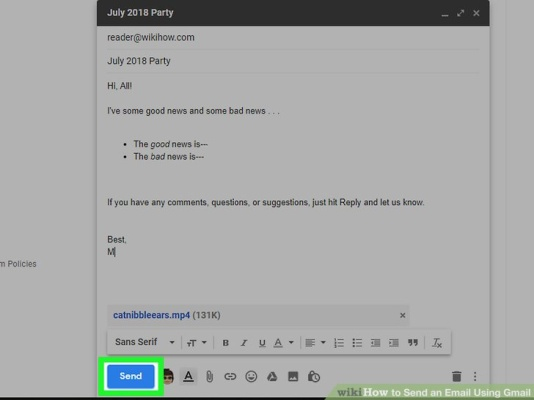 July 2018 Party
reader@wikihow.com
July 2018 Party
Hi, All!
I've some good news and some bad news . . .
The good news is---
The bad news is---
If you have any comments, questions, or suggestions, just hit Reply and let us know.
Best,
M
m Policies
catnibbleears.mp4 (131K)
Sans Serif
Send
wikiHow to Send an Email Using Gmail